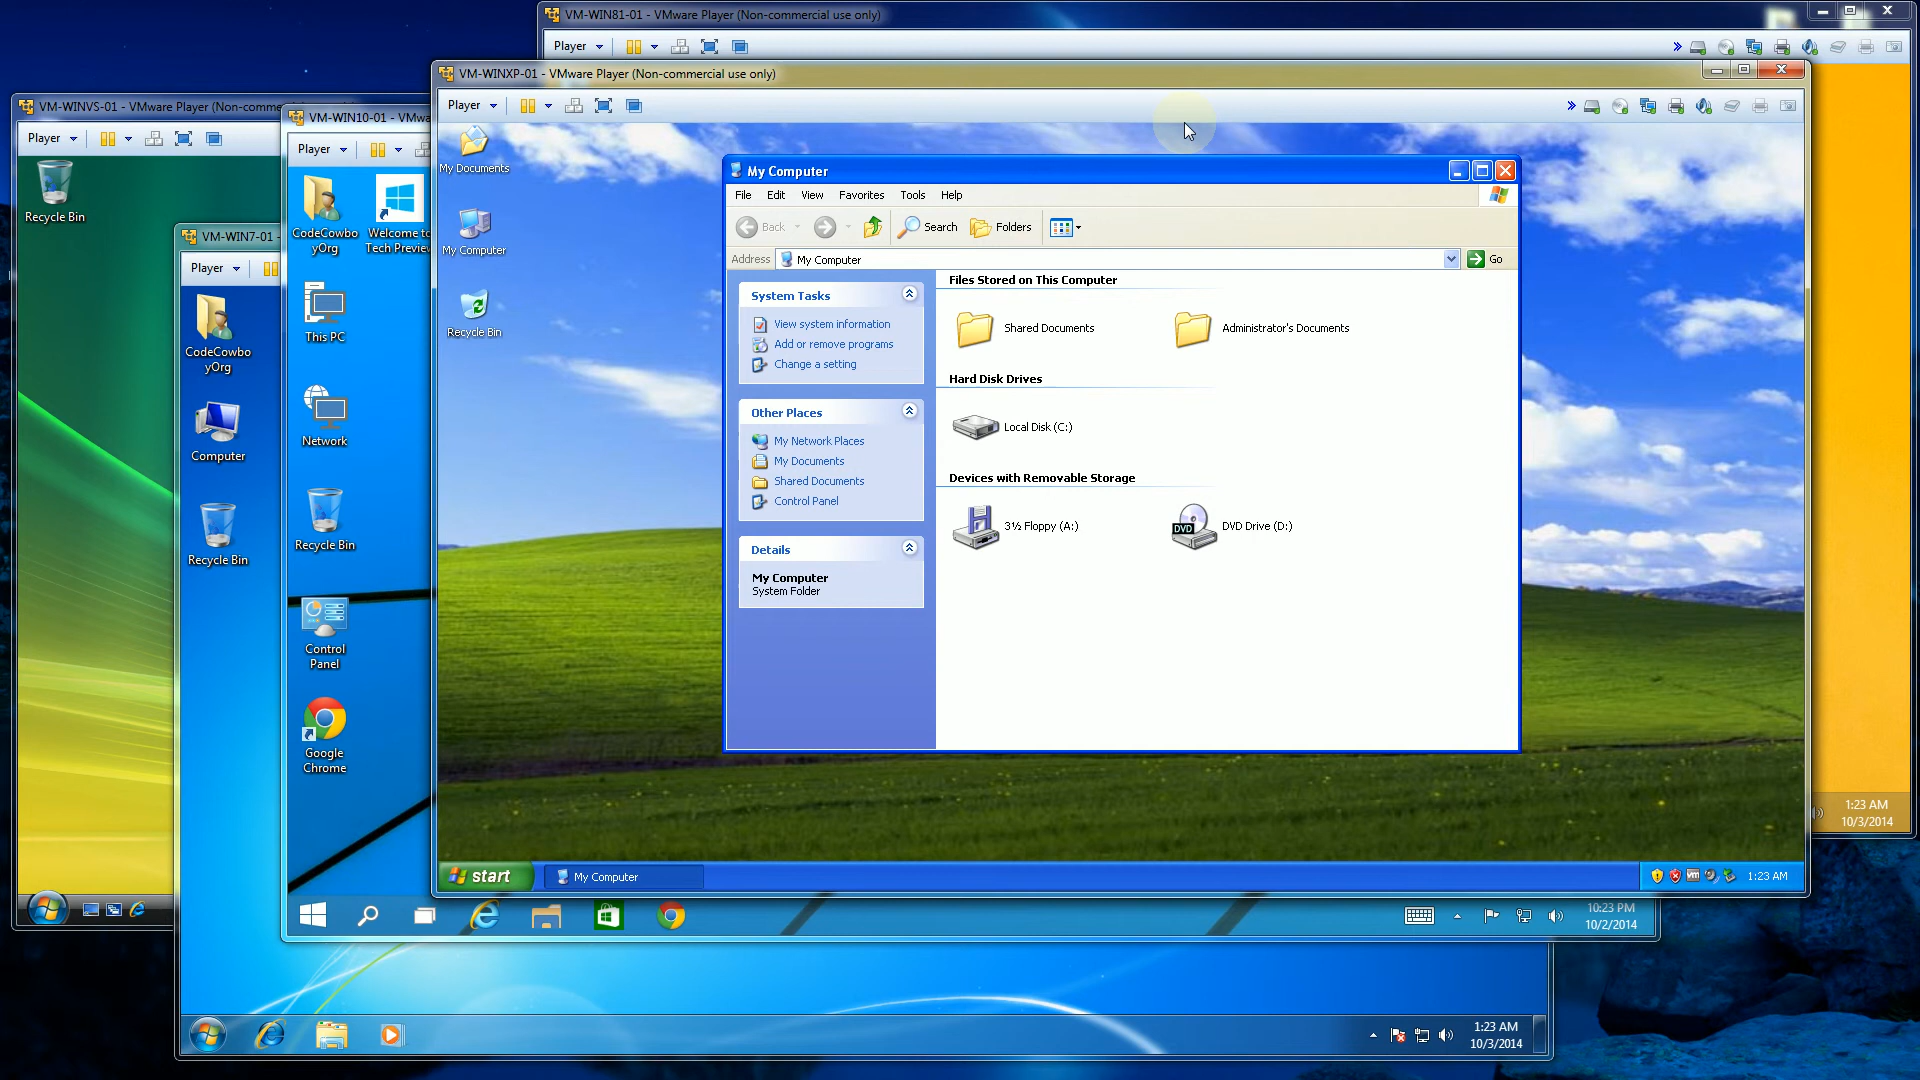 VM-WIN81-01 - VMware Player (Non-commercial use only)
Player
VM-WINXP-01 - VMware Player (Non-commercial use only)
Player
VM-WINVS-01 - VMware Player (Non-comme
Player
VM-WIN10-01 - VMwa
Player
VM-WIN7-01 -
Player
Recycle Bin
CodeCowbo
yOrg
Computer
Recycle Bin
CodeCowbo
yOrg
Welcome to
Tech Preview
This PC
Network
Recycle Bin
Control
Panel
Google
Chrome
My Documents
My Computer
Recycle Bin
My Computer
File Edit View Favorites Tools Help
Back Search Folders
Address My Computer Go
System Tasks
View system information
Add or remove programs
Change a setting
Other Places
My Network Places
My Documents
Shared Documents
Control Panel
Details
My Computer
System Folder
Files Stored on This Computer
Shared Documents Administrator's Documents
Hard Disk Drives
Local Disk (C:)
Devices with Removable Storage
3½ Floppy (A:) DVD DVD Drive (D:)
start My Computer vm 1:23 AM
1:23 AM
10/3/2014
10:23 PM
10/2/2014
1:23 AM
10/3/2014